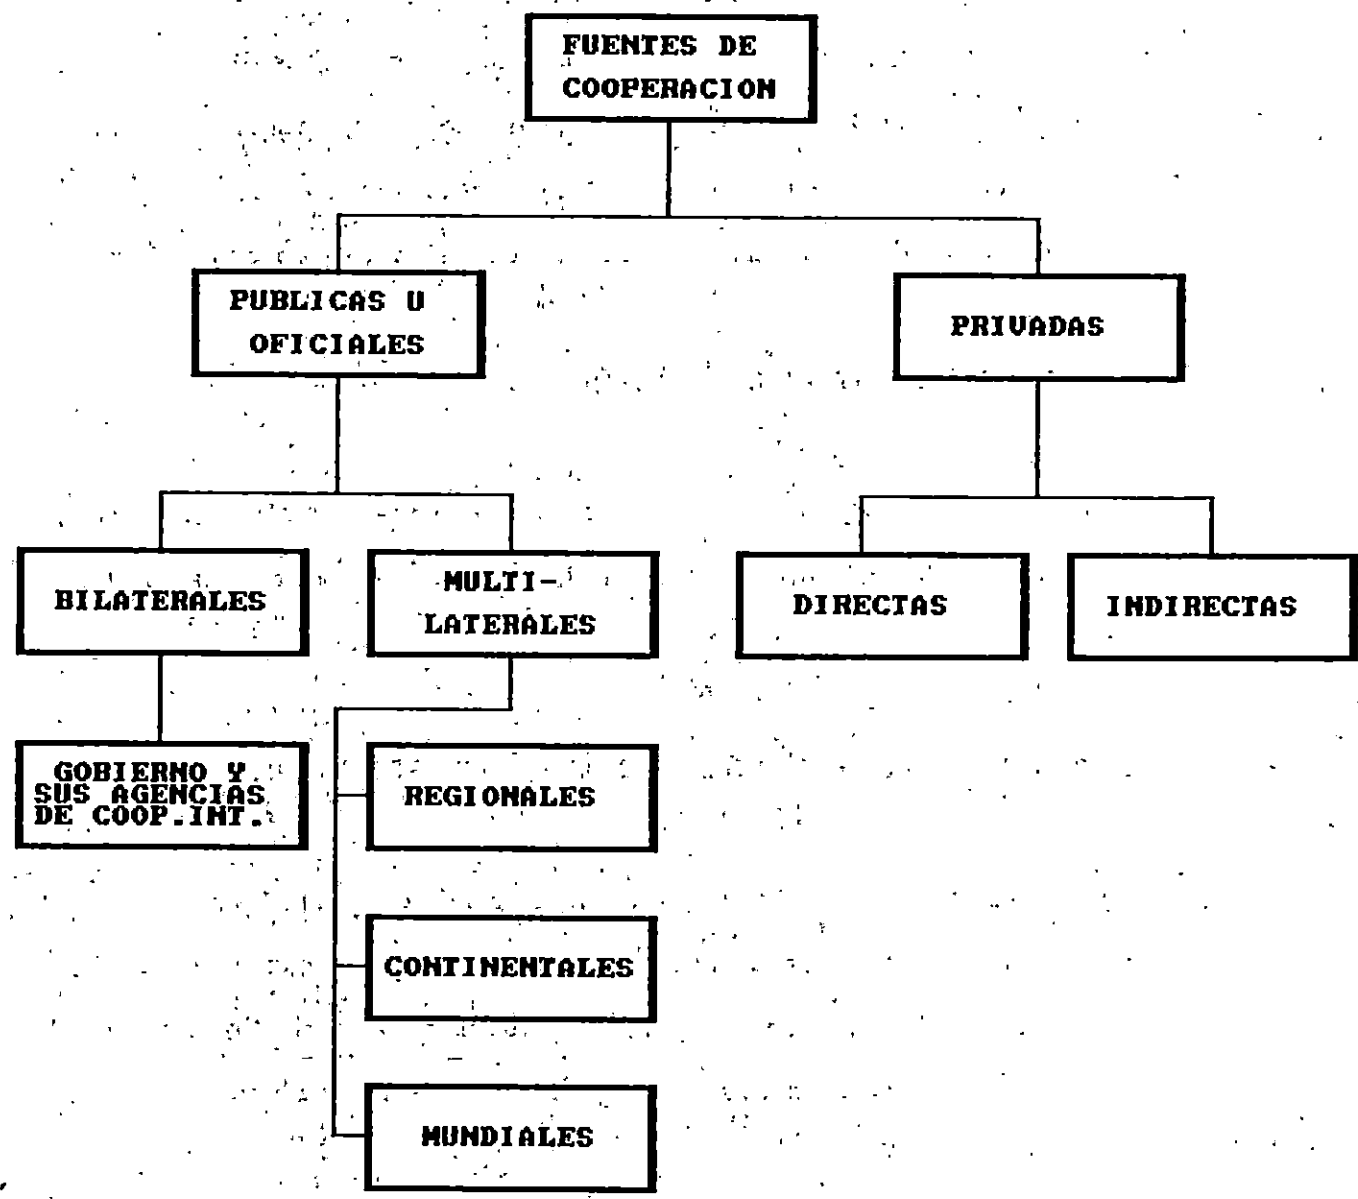 FUENTES DE
COOPERACION
PUBLICAS U
OFICIALES
PRIVADAS
BILATERALES
MULTI-
LATERALES
DIRECTAS
INDIRECTAS
GOBIERNO Y
SUS AGENCIAS
DE COOP.INT.
REGIONALES
CONTINENTALES
MUNDIALES